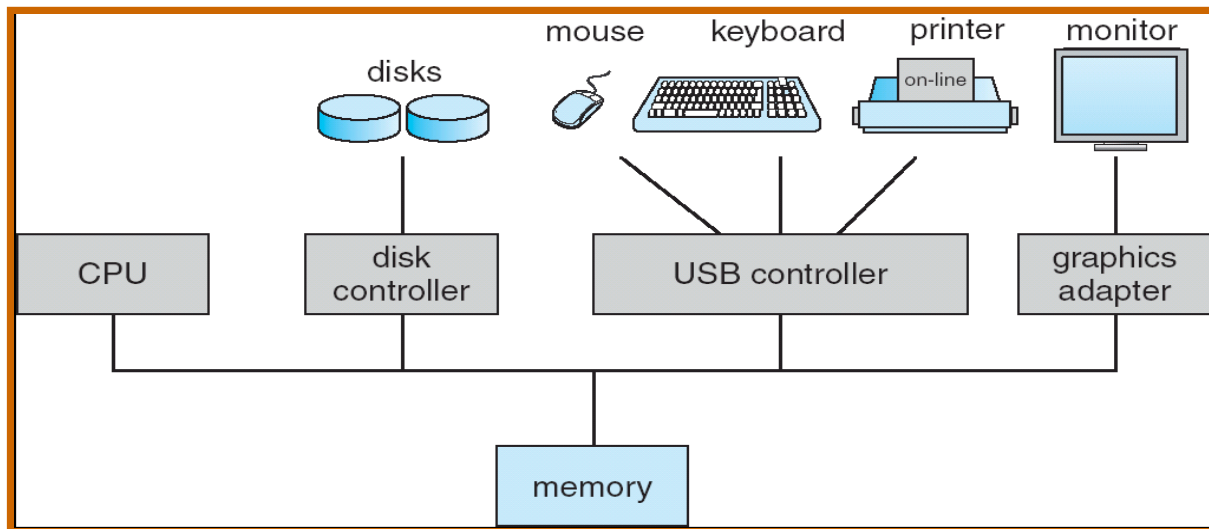 mouse
keyboard
printer
monitor
disks
on-line
CPU
disk
controller
USB controller
graphics
adapter
memory